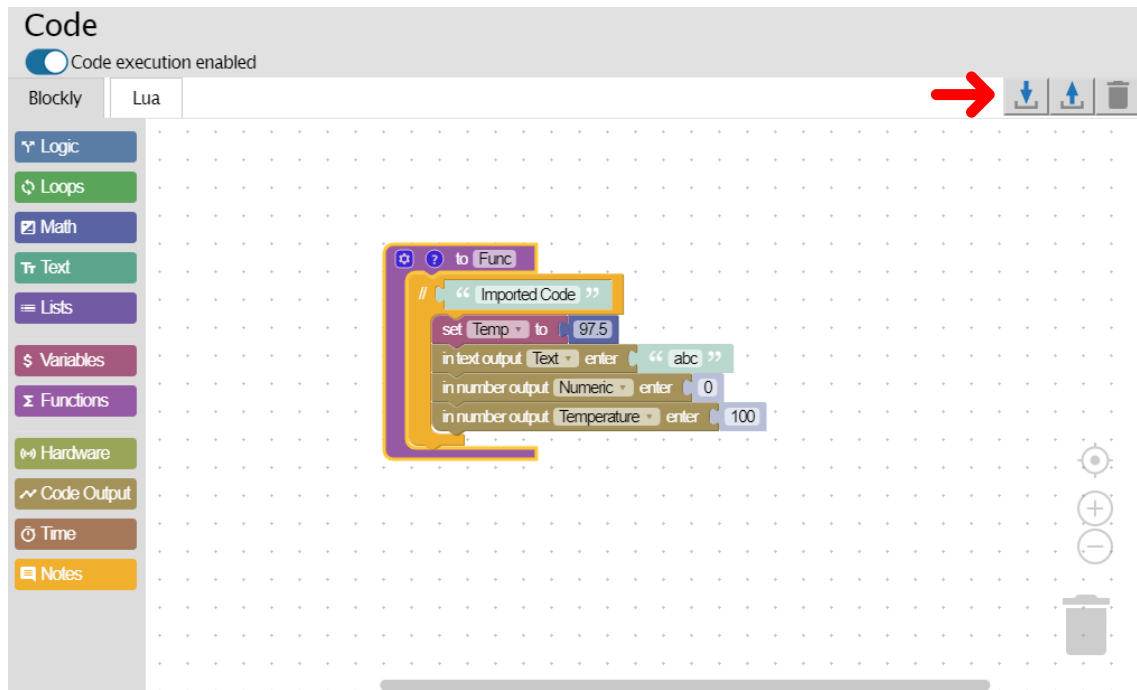 Code
Code execution enabled
Blockly
Lua
Logic
Loops
Math
Tr Text
Lists
$ Variables
Σ Functions
Hardware
Code Output
Time
Notes
? to Func
// “ Imported Code ”
set Temp to 97.5
in text output Text enter “ abc ”
in number output Numeric enter 0
in number output Temperature enter 100